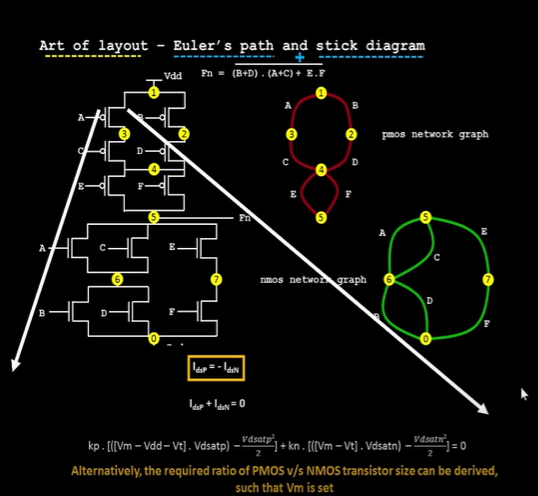 Art of layout – Euler's path and stick diagram
Vdd
Fn = (B+D) . (A+C) + E.F
1
1
A
B
A
B
3
2
3
2
pmos network graph
C
D
C
D
4
4
E
F
E
F
5
5
Fn
5
A
C
E
A
E
C
6
7
nmos network graph
6
7
B
D
F
B
D
F
0
0
IdsP = - IdsN
IdsP + IdsN = 0
kp . [([Vm – Vdd – Vt] . Vdsatp) – Vdsatp²/2] + kn . [([Vm – Vt] . Vdsatn) – Vdsatn²/2] = 0
Alternatively, the required ratio of PMOS v/s NMOS transistor size can be derived,
such that Vm is set